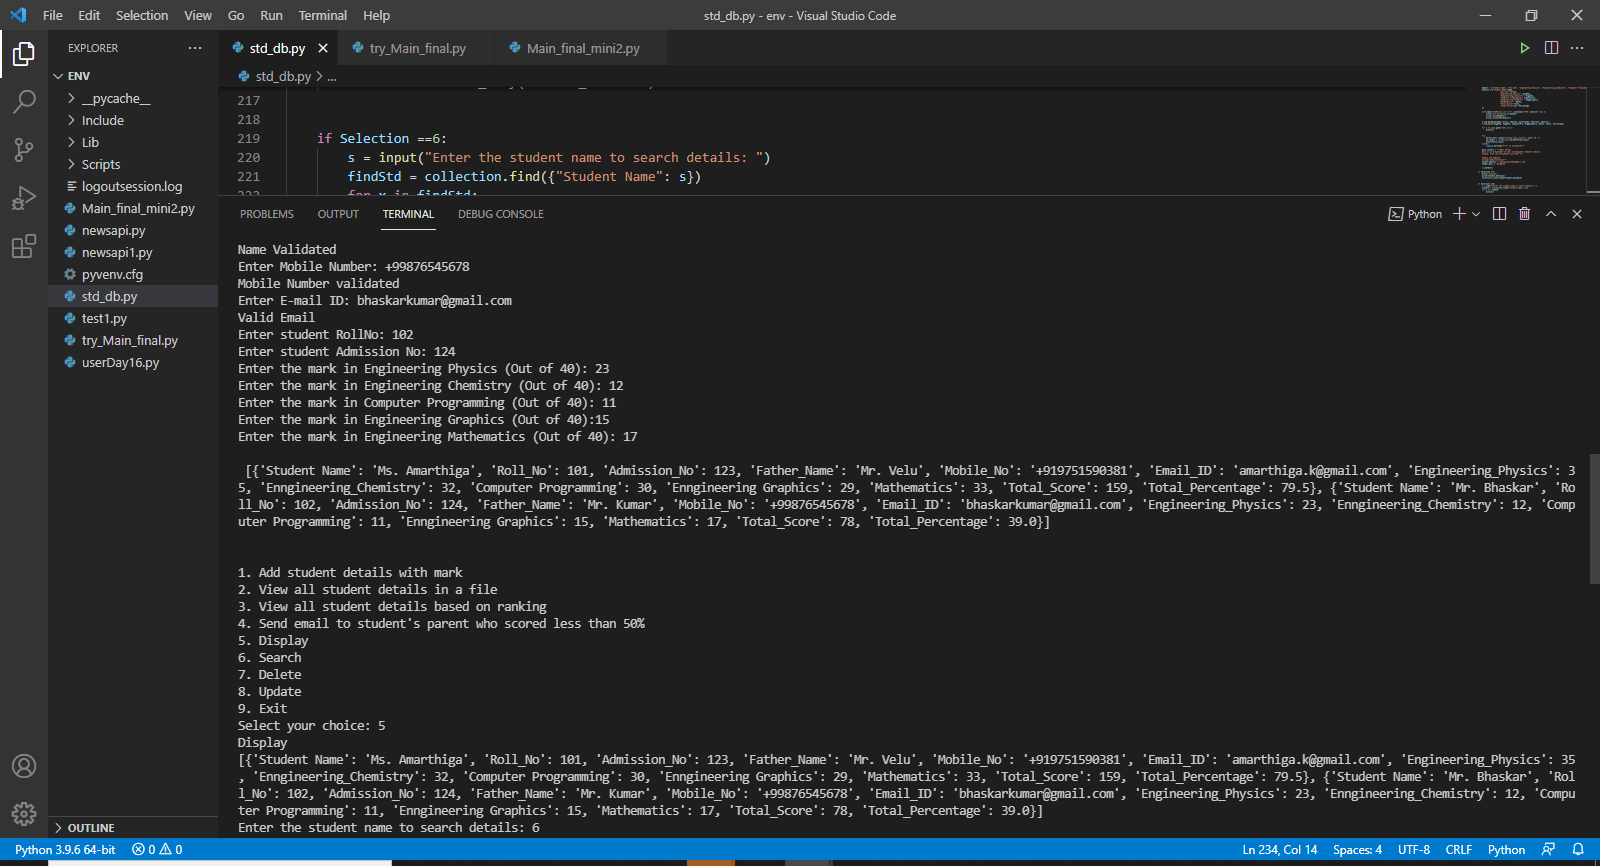 File Edit Selection View Go Run Terminal Help
std_db.py - env - Visual Studio Code
EXPLORER
ENV
__pycache__
Include
Lib
Scripts
logoutsession.log
Main_final_mini2.py
newsapi.py
newsapi1.py
pyvenv.cfg
std_db.py
test1.py
try_Main_final.py
userDay16.py
OUTLINE
std_db.py try_Main_final.py Main_final_mini2.py
std_db.py > ...
217
218
219 if Selection ==6:
220 s = input("Enter the student name to search details: ")
221 findStd = collection.find({"Student Name": s})
222 for x in findStd:
PROBLEMS OUTPUT TERMINAL DEBUG CONSOLE
Python
Name Validated
Enter Mobile Number: +99876545678
Mobile Number validated
Enter E-mail ID: bhaskarkumar@gmail.com
Valid Email
Enter student RollNo: 102
Enter student Admission No: 124
Enter the mark in Engineering Physics (Out of 40): 23
Enter the mark in Engineering Chemistry (Out of 40): 12
Enter the mark in Computer Programming (Out of 40): 11
Enter the mark in Engineering Graphics (Out of 40):15
Enter the mark in Engineering Mathematics (Out of 40): 17
[{'Student Name': 'Ms. Amarthiga', 'Roll_No': 101, 'Admission_No': 123, 'Father_Name': 'Mr. Velu', 'Mobile_No': '+919751590381', 'Email_ID': 'amarthiga.k@gmail.com', 'Engineering_Physics': 3
5, 'Enngineering_Chemistry': 32, 'Computer Programming': 30, 'Enngineering Graphics': 29, 'Mathematics': 33, 'Total_Score': 159, 'Total_Percentage': 79.5}, {'Student Name': 'Mr. Bhaskar', 'Ro
ll_No': 102, 'Admission_No': 124, 'Father_Name': 'Mr. Kumar', 'Mobile_No': '+99876545678', 'Email_ID': 'bhaskarkumar@gmail.com', 'Engineering_Physics': 23, 'Enngineering_Chemistry': 12, 'Comp
uter Programming': 11, 'Enngineering Graphics': 15, 'Mathematics': 17, 'Total_Score': 78, 'Total_Percentage': 39.0}]
1. Add student details with mark
2. View all student details in a file
3. View all student details based on ranking
4. Send email to student's parent who scored less than 50%
5. Display
6. Search
7. Delete
8. Update
9. Exit
Select your choice: 5
Display
[{'Student Name': 'Ms. Amarthiga', 'Roll_No': 101, 'Admission_No': 123, 'Father_Name': 'Mr. Velu', 'Mobile_No': '+919751590381', 'Email_ID': 'amarthiga.k@gmail.com', 'Engineering_Physics': 35
, 'Enngineering_Chemistry': 32, 'Computer Programming': 30, 'Enngineering Graphics': 29, 'Mathematics': 33, 'Total_Score': 159, 'Total_Percentage': 79.5}, {'Student Name': 'Mr. Bhaskar', 'Rol
l_No': 102, 'Admission_No': 124, 'Father_Name': 'Mr. Kumar', 'Mobile_No': '+99876545678', 'Email_ID': 'bhaskarkumar@gmail.com', 'Engineering_Physics': 23, 'Enngineering_Chemistry': 12, 'Compu
ter Programming': 11, 'Enngineering Graphics': 15, 'Mathematics': 17, 'Total_Score': 78, 'Total_Percentage': 39.0}]
Enter the student name to search details: 6
Python 3.9.6 64-bit 0 0 Ln 234, Col 14 Spaces: 4 UTF-8 CRLF Python